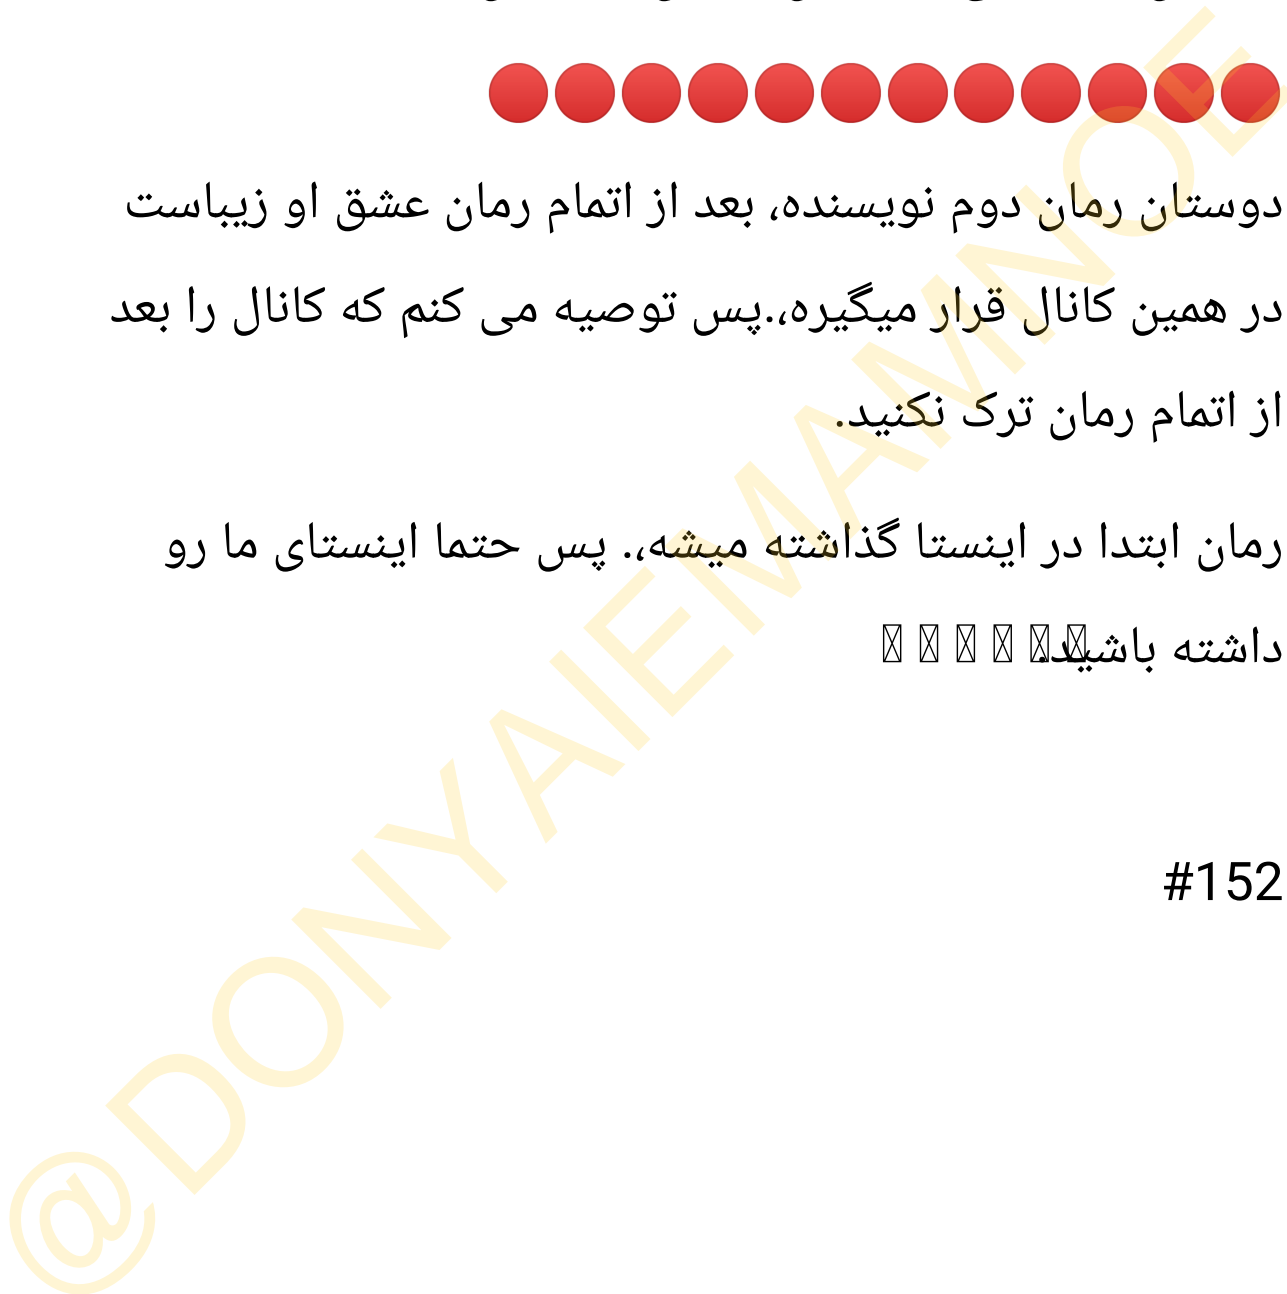 🔴🔴🔴🔴🔴🔴🔴🔴🔴🔴🔴🔴
دوستان رمان دوم نویسنده، بعد از اتمام رمان عشق او زیباست
در همین کانال قرار میگیره،.پس توصیه می کنم که کانال را بعد
از اتمام رمان ترک نکنید.
رمان ابتدا در اینستا گذاشته میشه،. پس حتما اینستای ما رو
داشته باشید.
#152
@DONYAIEMAMNOE